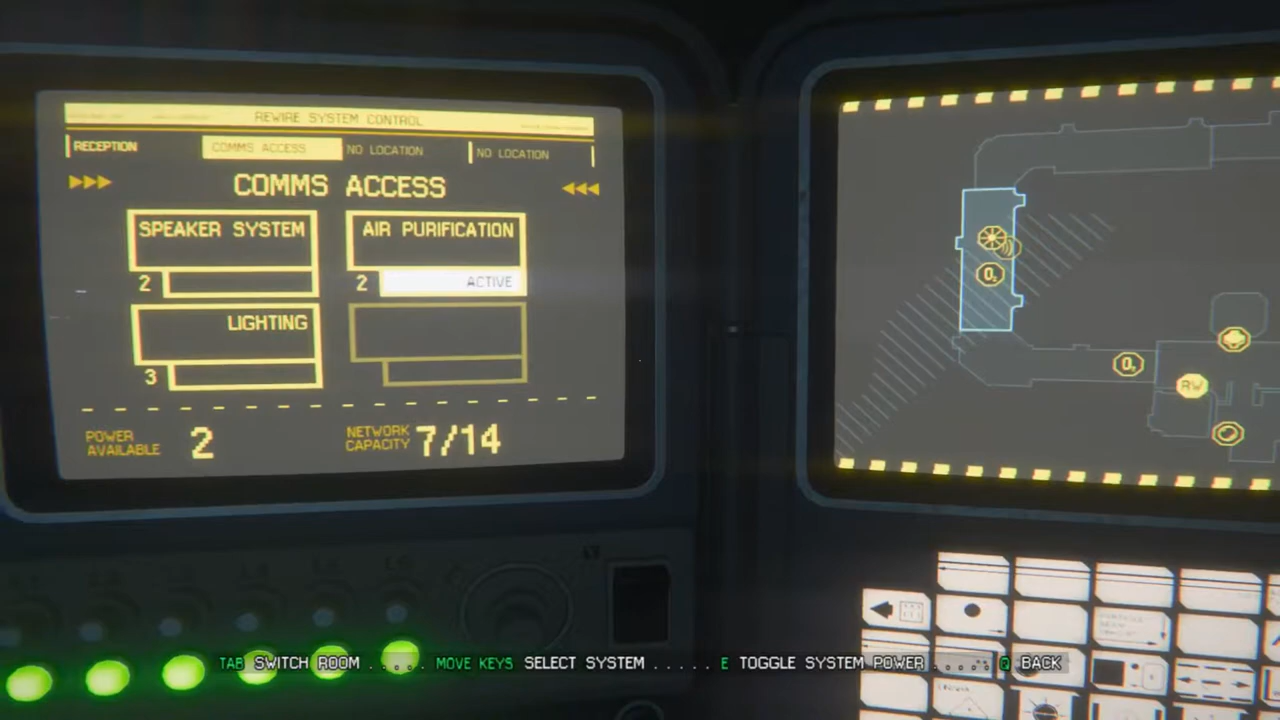 REWIRE SYSTEM CONTROL
RECEPTION COMMS ACCESS NO LOCATION NO LOCATION
COMMS ACCESS
SPEAKER SYSTEM AIR PURIFICATION
2 2 ACTIVE
LIGHTING
3
POWER AVAILABLE 2 NETWORK CAPACITY 7/14
O₂
O₂
RW
TAB SWITCH ROOM ..... MOVE KEYS SELECT SYSTEM ..... E TOGGLE SYSTEM POWER ..... Q BACK